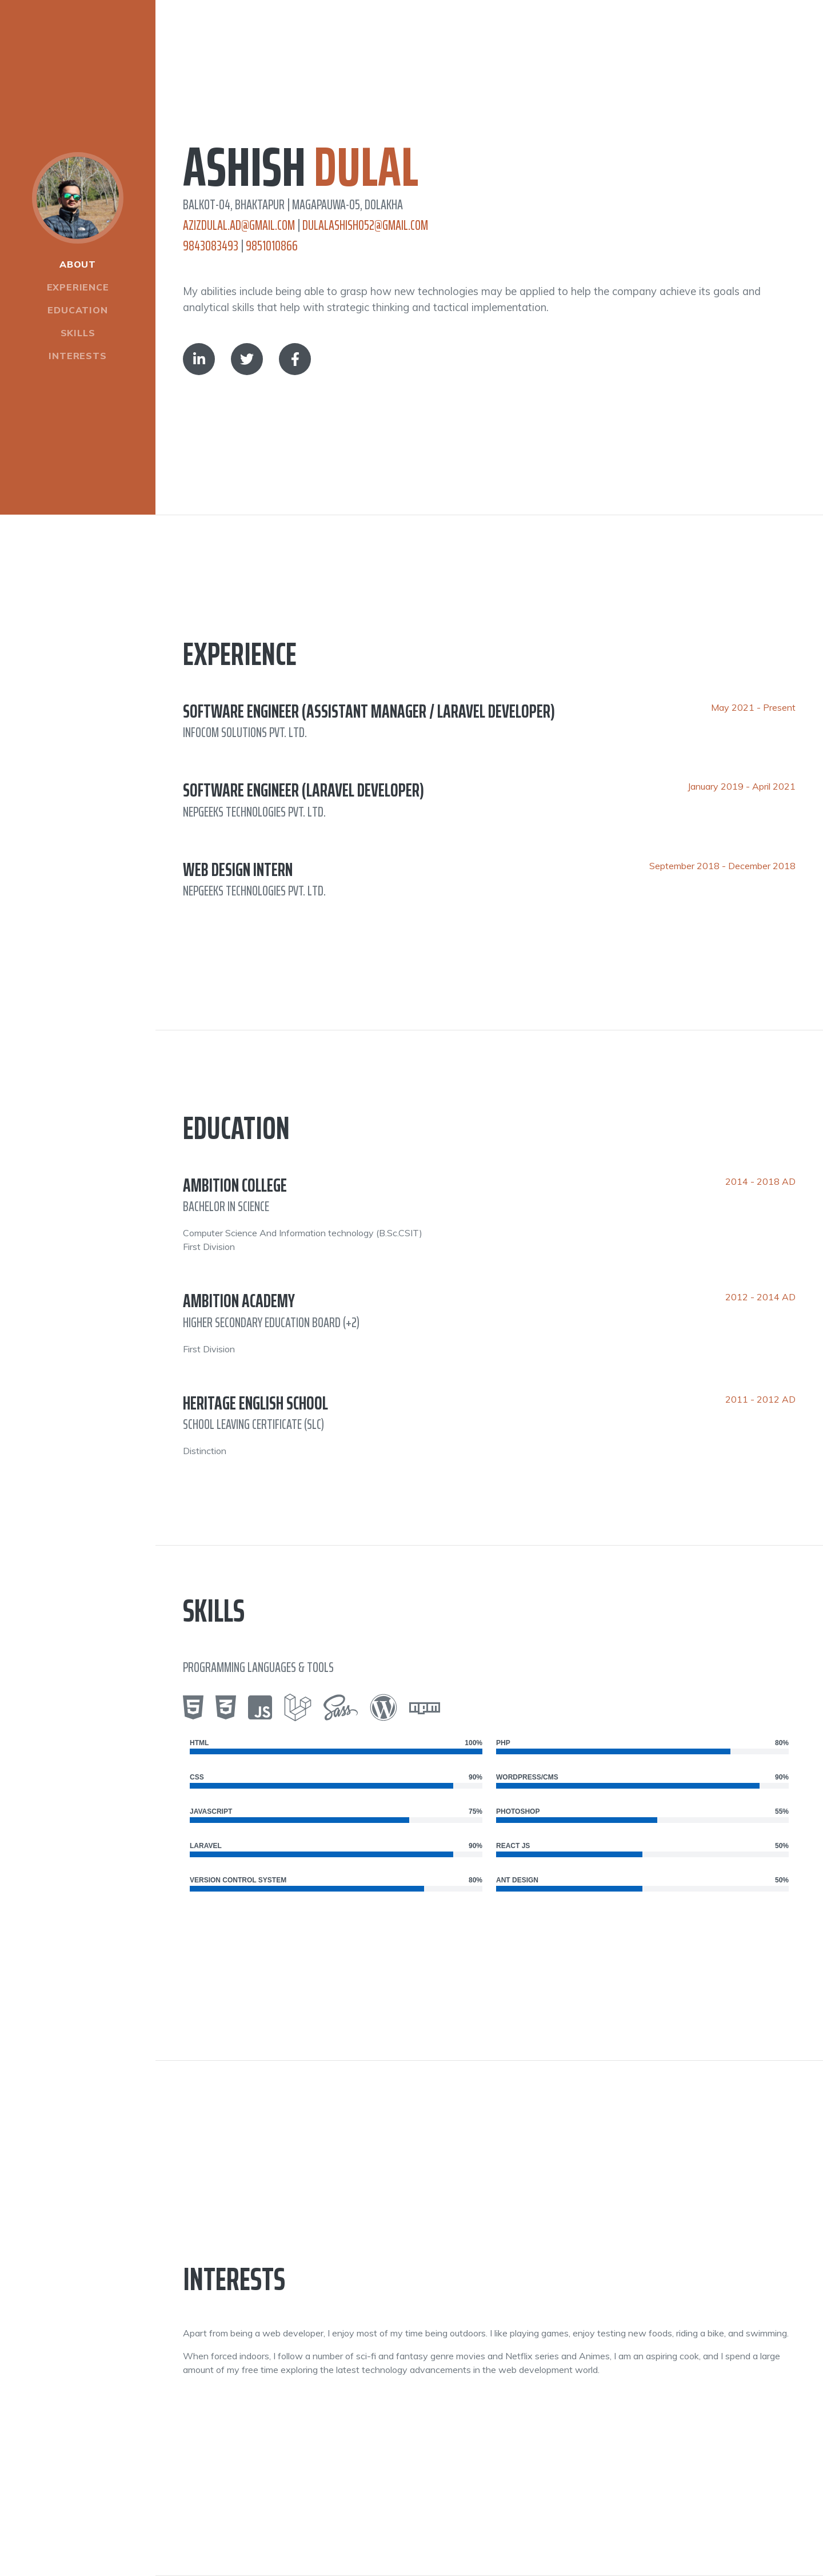 ABOUT
EXPERIENCE
EDUCATION
SKILLS
INTERESTS
ASHISH DULAL
BALKOT-04, BHAKTAPUR | MAGAPAUWA-05, DOLAKHA
AZIZDULAL.AD@GMAIL.COM | DULALASHISH052@GMAIL.COM
9843083493 | 9851010866
My abilities include being able to grasp how new technologies may be applied to help the company achieve its goals and
analytical skills that help with strategic thinking and tactical implementation.
EXPERIENCE
SOFTWARE ENGINEER (ASSISTANT MANAGER / LARAVEL DEVELOPER)
May 2021 - Present
INFOCOM SOLUTIONS PVT. LTD.
SOFTWARE ENGINEER (LARAVEL DEVELOPER)
January 2019 - April 2021
NEPGEEKS TECHNOLOGIES PVT. LTD.
WEB DESIGN INTERN
September 2018 - December 2018
NEPGEEKS TECHNOLOGIES PVT. LTD.
EDUCATION
AMBITION COLLEGE
2014 - 2018 AD
BACHELOR IN SCIENCE
Computer Science And Information technology (B.Sc.CSIT)
First Division
AMBITION ACADEMY
2012 - 2014 AD
HIGHER SECONDARY EDUCATION BOARD (+2)
First Division
HERITAGE ENGLISH SCHOOL
2011 - 2012 AD
SCHOOL LEAVING CERTIFICATE (SLC)
Distinction
SKILLS
PROGRAMMING LANGUAGES & TOOLS
JS Sass npm
HTML 100%
PHP 80%
CSS 90%
WORDPRESS/CMS 90%
JAVASCRIPT 75%
PHOTOSHOP 55%
LARAVEL 90%
REACT JS 50%
VERSION CONTROL SYSTEM 80%
ANT DESIGN 50%
INTERESTS
Apart from being a web developer, I enjoy most of my time being outdoors. I like playing games, enjoy testing new foods, riding a bike, and swimming.
When forced indoors, I follow a number of sci-fi and fantasy genre movies and Netflix series and Animes, I am an aspiring cook, and I spend a large
amount of my free time exploring the latest technology advancements in the web development world.